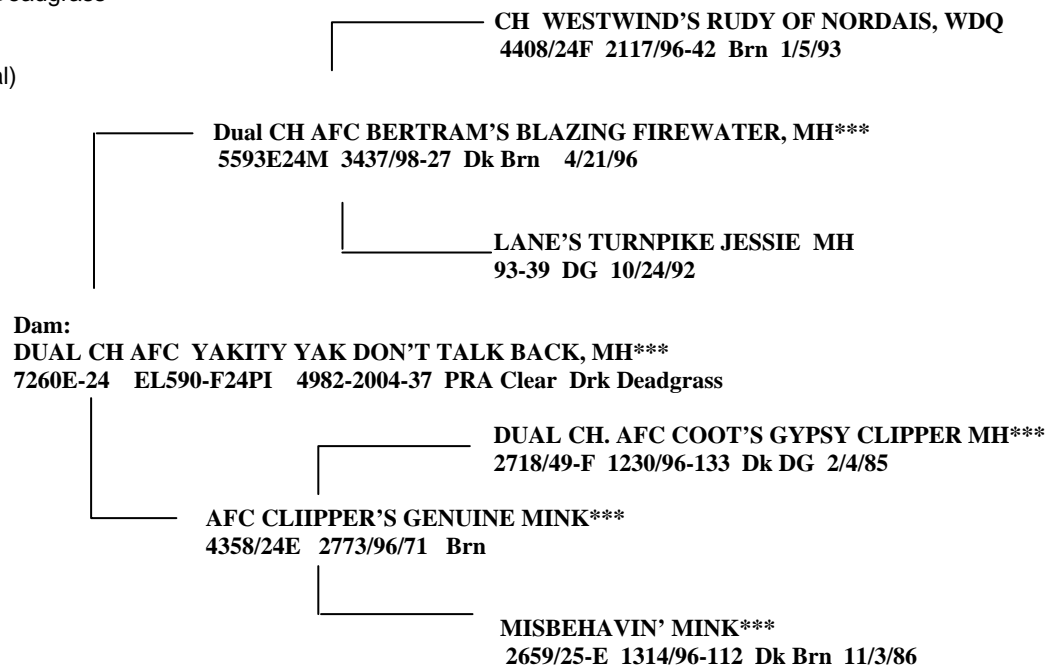 CH WESTWIND'S RUDY OF NORDAIS, WDQ
4408/24F 2117/96-42 Brn 1/5/93
Dual CH AFC BERTRAM'S BLAZING FIREWATER, MH***
5593E24M 3437/98-27 Dk Brn 4/21/96
LANE'S TURNPIKE JESSIE MH
93-39 DG 10/24/92
Dam:
DUAL CH AFC YAKITY YAK DON'T TALK BACK, MH***
7260E-24 EL590-F24PI 4982-2004-37 PRA Clear Drk Deadgrass
DUAL CH. AFC COOT'S GYPSY CLIPPER MH***
2718/49-F 1230/96-133 Dk DG 2/4/85
AFC CLIIPPER'S GENUINE MINK***
4358/24E 2773/96/71 Brn
MISBEHAVIN' MINK***
2659/25-E 1314/96-112 Dk Brn 11/3/86